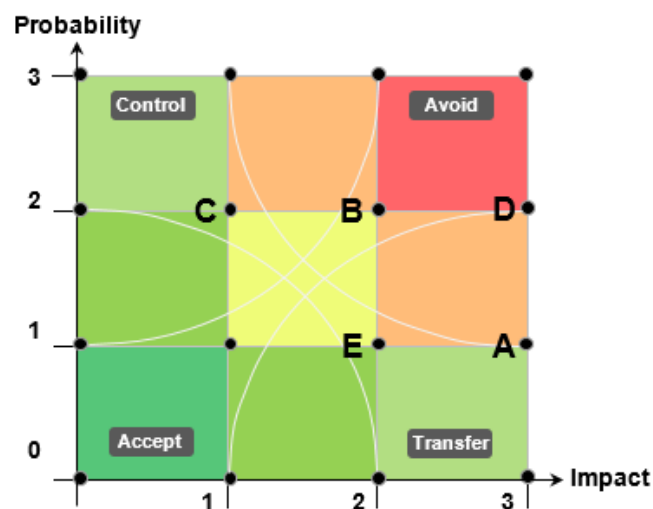 Probability
3
Control
Avoid
2
C
B
D
1
E
A
0
Accept
Transfer
Impact
1
2
3